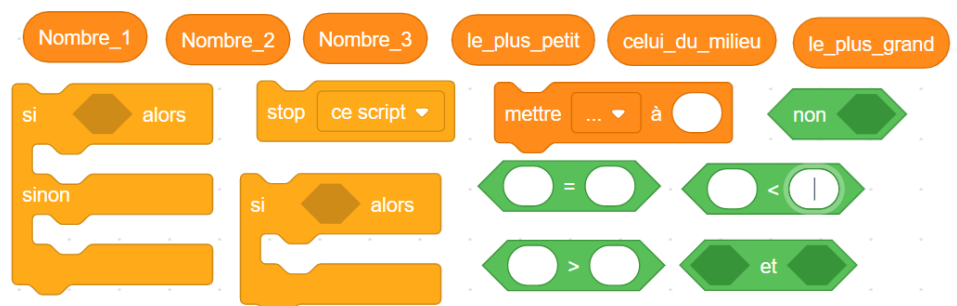 Nombre_1 Nombre_2 Nombre_3 le_plus_petit celui_du_milieu le_plus_grand
si alors
sinon
stop ce script
si alors
mettre ... à
non
=
<
>
et